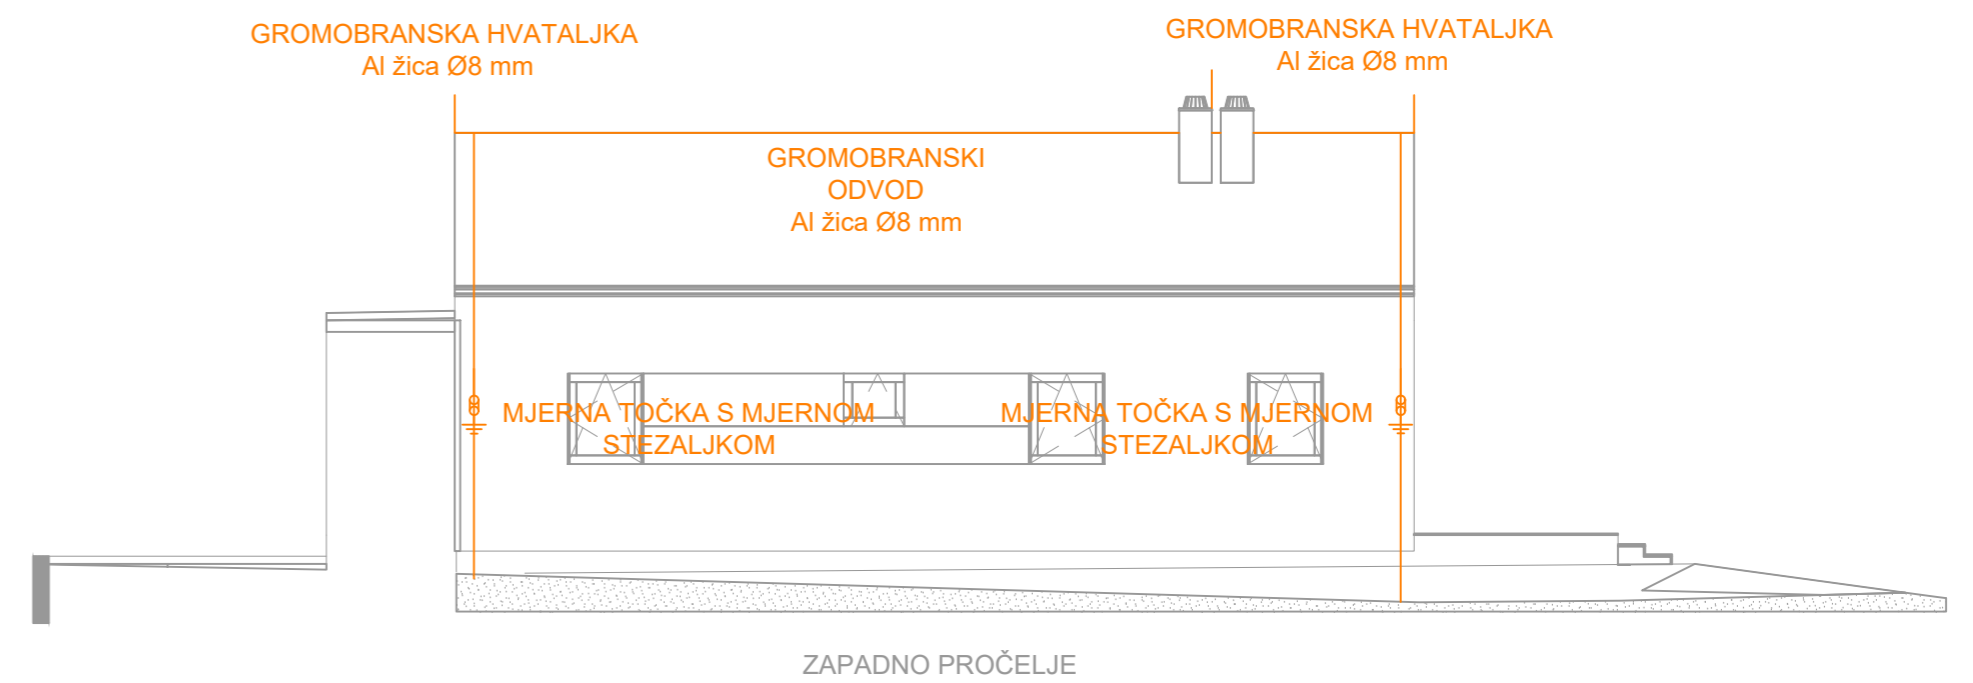 GROMOBRANSKA HVATALJKA
Al žica Ø8 mm
GROMOBRANSKA HVATALJKA
Al žica Ø8 mm
GROMOBRANSKI
ODVOD
Al žica Ø8 mm
MJERNA TOČKA S MJERNOM
STEZALJKOM
MJERNA TOČKA S MJERNOM
STEZALJKOM
ZAPADNO PROČELJE